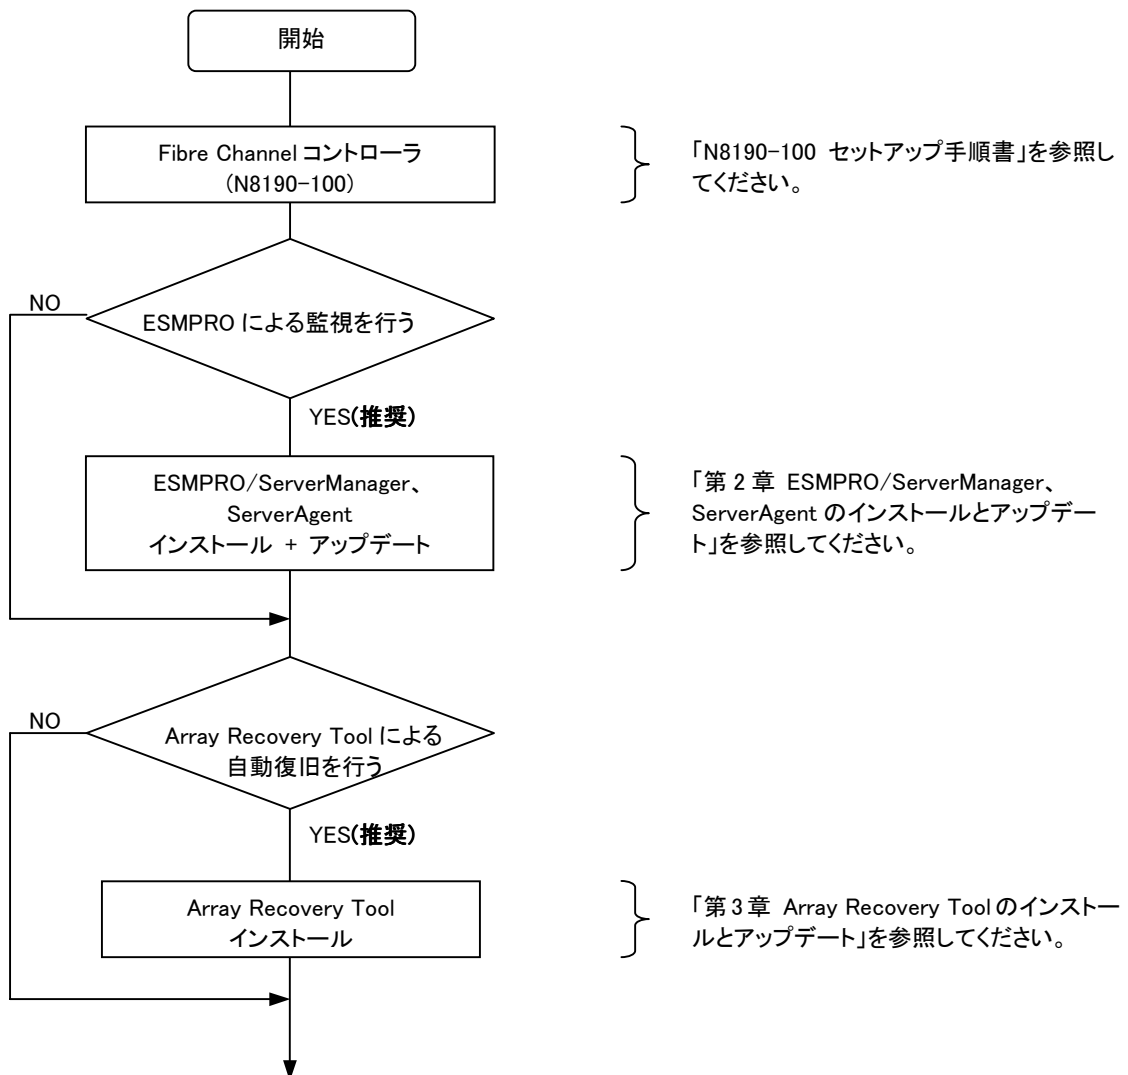 開始
Fibre Channel コントローラ
(N8190-100)
「N8190-100 セットアップ手順書」を参照し
てください。
NO
ESMPRO による監視を行う
YES(推奨)
ESMPRO/ServerManager、
ServerAgent
インストール + アップデート
「第 2 章 ESMPRO/ServerManager、
ServerAgent のインストールとアップデー
ト」を参照してください。
NO
Array Recovery Tool による
自動復旧を行う
YES(推奨)
Array Recovery Tool
インストール
「第 3 章 Array Recovery Tool のインストー
ルとアップデート」を参照してください。